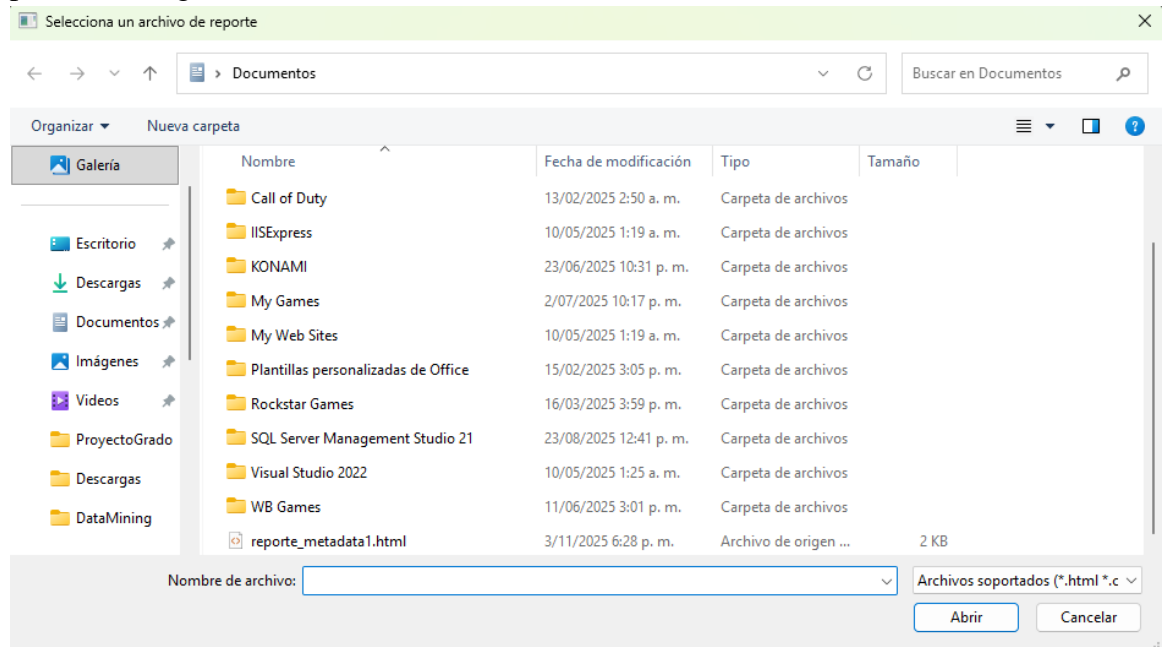 Selecciona un archivo de reporte
Documentos
Buscar en Documentos
Organizar
Nueva carpeta
Galería
Escritorio
Descargas
Documentos
Imágenes
Videos
ProyectoGrado
Descargas
DataMining
Nombre Fecha de modificación Tipo Tamaño
Call of Duty 13/02/2025 2:50 a. m. Carpeta de archivos
IISExpress 10/05/2025 1:19 a. m. Carpeta de archivos
KONAMI 23/06/2025 10:31 p. m. Carpeta de archivos
My Games 2/07/2025 10:17 p. m. Carpeta de archivos
My Web Sites 10/05/2025 1:19 a. m. Carpeta de archivos
Plantillas personalizadas de Office 15/02/2025 3:05 p. m. Carpeta de archivos
Rockstar Games 16/03/2025 3:59 p. m. Carpeta de archivos
SQL Server Management Studio 21 23/08/2025 12:41 p. m. Carpeta de archivos
Visual Studio 2022 10/05/2025 1:25 a. m. Carpeta de archivos
WB Games 11/06/2025 3:01 p. m. Carpeta de archivos
reporte_metadata1.html 3/11/2025 6:28 p. m. Archivo de origen ... 2 KB
Nombre de archivo:
Archivos soportados (*.html *.c
Abrir
Cancelar